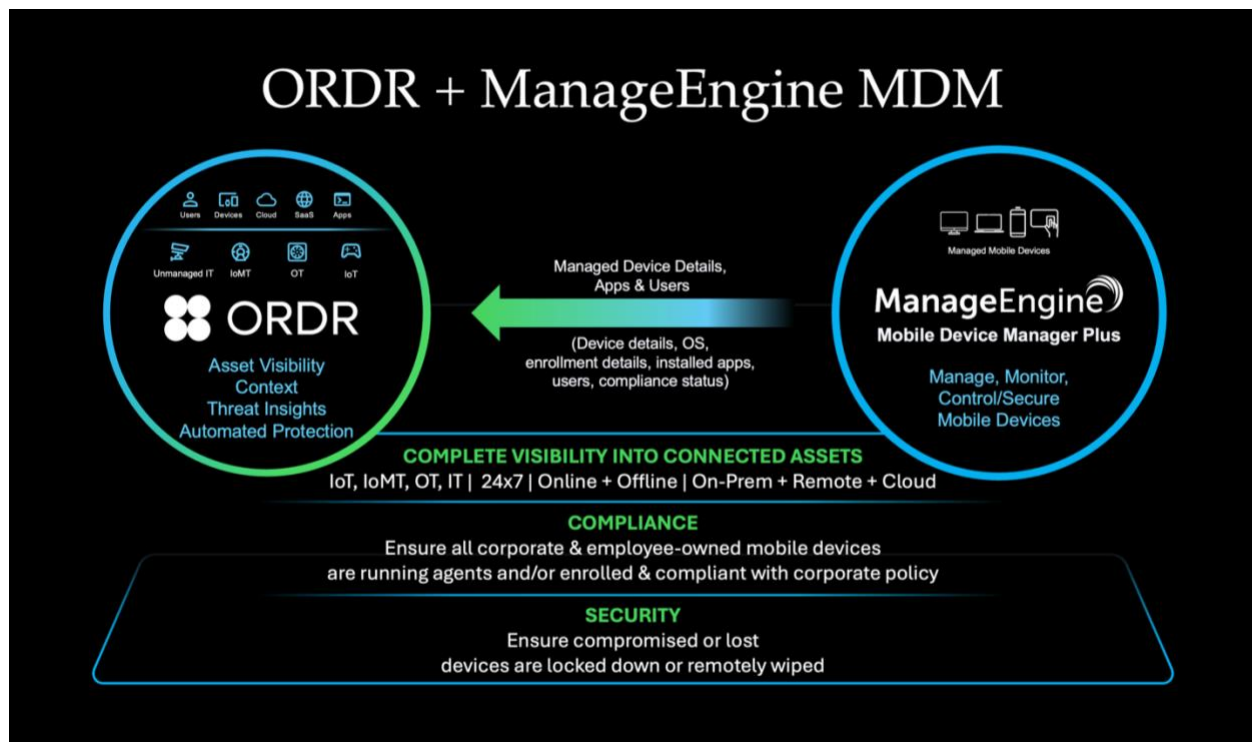 ORDR + ManageEngine MDM
Users Devices Cloud SaaS Apps
Unmanaged IT IoMT OT IoT
ORDR
Asset Visibility
Context
Threat Insights
Automated Protection
Managed Device Details,
Apps & Users
(Device details, OS,
enrollment details, installed apps,
users, compliance status)
Managed Mobile Devices
ManageEngine
Mobile Device Manager Plus
Manage, Monitor,
Control/Secure
Mobile Devices
COMPLETE VISIBILITY INTO CONNECTED ASSETS
IoT, IoMT, OT, IT | 24x7 | Online + Offline | On-Prem + Remote + Cloud
COMPLIANCE
Ensure all corporate & employee-owned mobile devices
are running agents and/or enrolled & compliant with corporate policy
SECURITY
Ensure compromised or lost
devices are locked down or remotely wiped